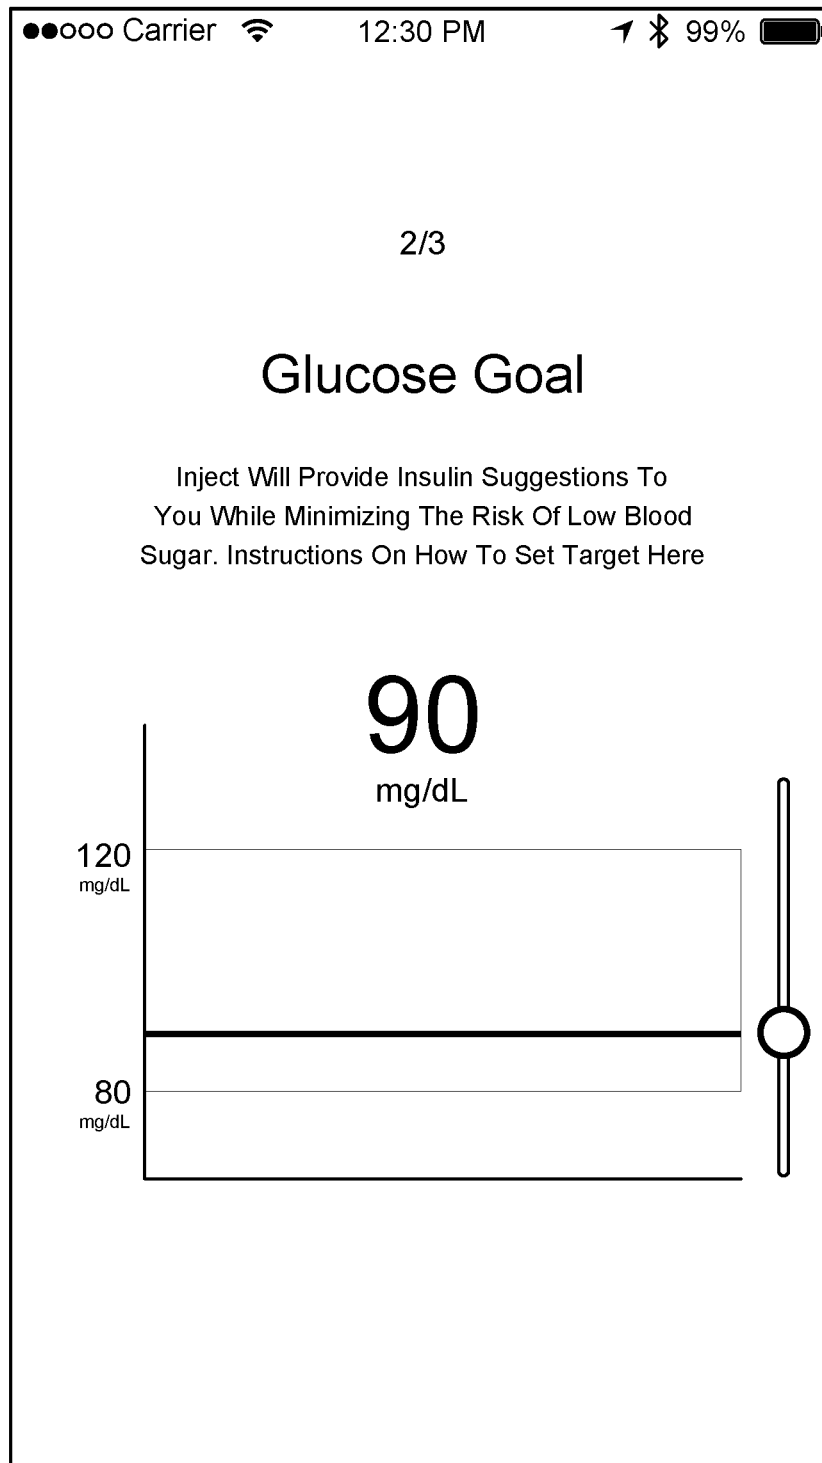 Carrier 12:30 PM 99%
2/3
Glucose Goal
Inject Will Provide Insulin Suggestions To
You While Minimizing The Risk Of Low Blood
Sugar. Instructions On How To Set Target Here
90
mg/dL
120
mg/dL
80
mg/dL